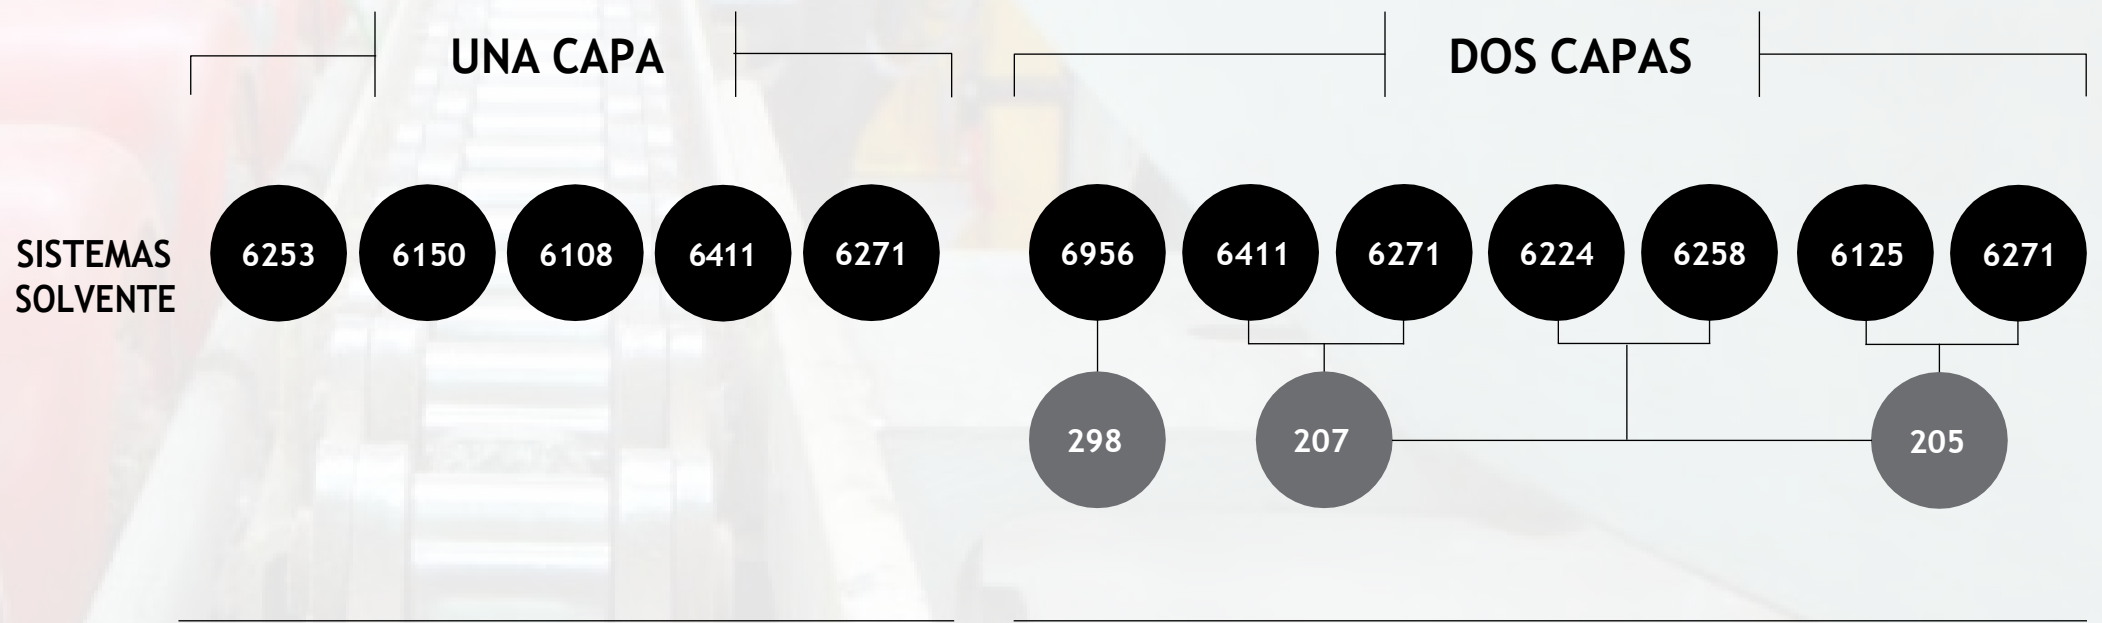 UNA CAPA
DOS CAPAS
SISTEMAS
SOLVENTE
6253 6150 6108 6411 6271 6956 6411 6271 6224 6258 6125 6271
298 207 205